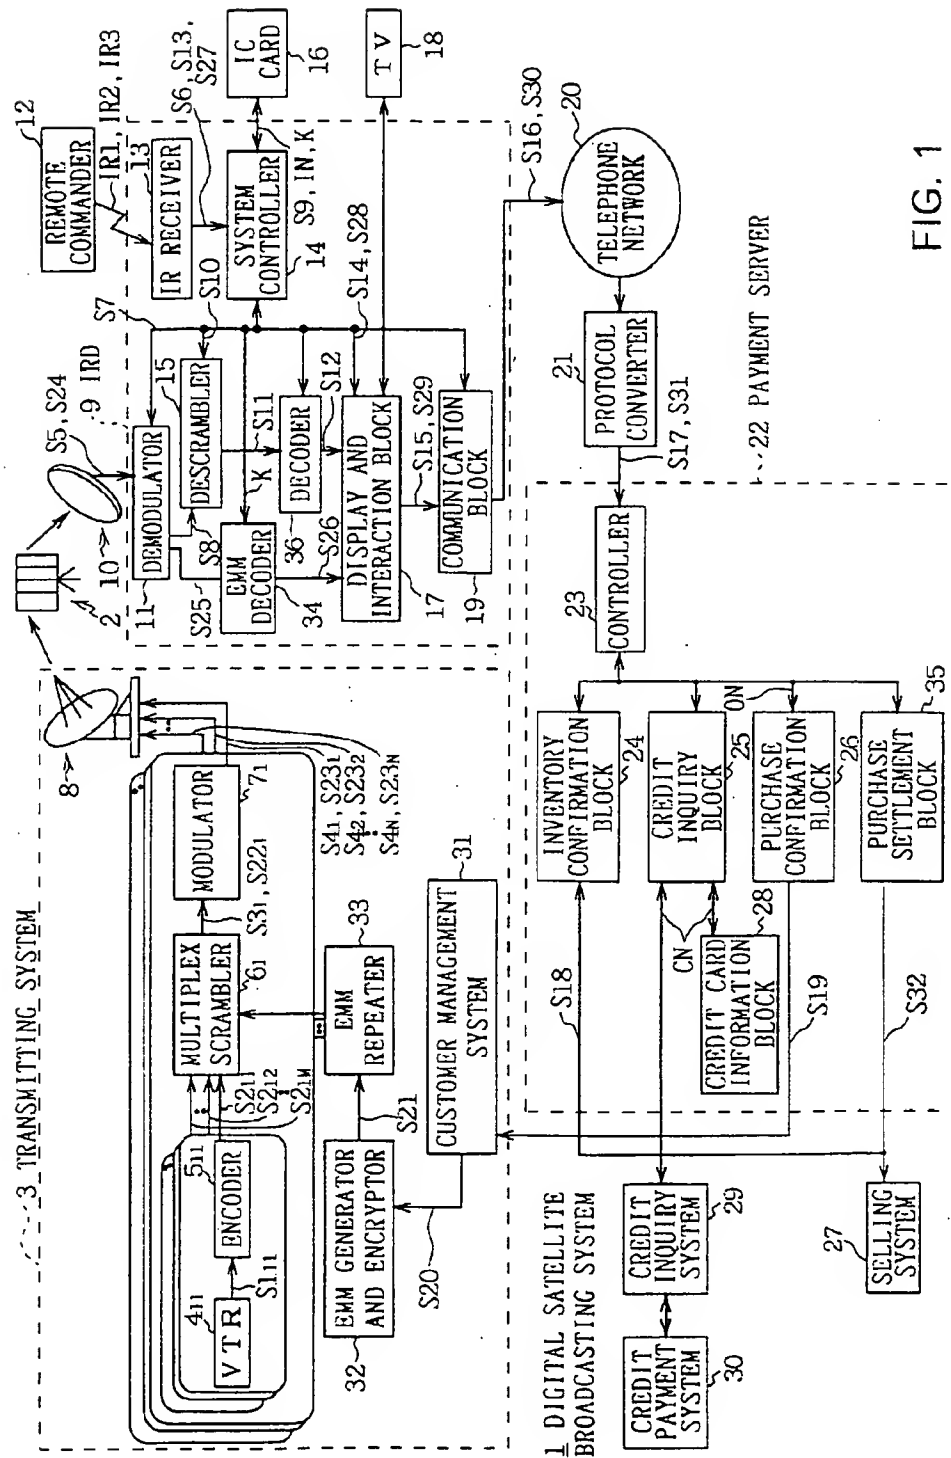 3 TRANSMITTING SYSTEM
411
VTR
S111
511
ENCODER
S211
S212
S21M
MULTIPLEX
SCRAMBLER
61
S31, S221
MODULATOR
71
8
S41, S231
S42, S232
S4N, S23N
EMM GENERATOR
AND ENCRYPTOR
32
S21
EMM
REPEATER
33
S20
CUSTOMER MANAGEMENT
SYSTEM
31
2
10
S5, S24
9 IRD
DEMODULATOR
11
S7
S25
S8
15
DESCRAMBLER
S10
EMM
DECODER
34
K
S11
DECODER
36
S12
S26
DISPLAY AND
INTERACTION BLOCK
17
S14, S28
S15, S29
COMMUNICATION
BLOCK
19
REMOTE
COMMANDER
12
IR1, IR2, IR3
IR RECEIVER
13
S6, S13,
S27
SYSTEM
CONTROLLER
14
S9, IN, K
IC
CARD
16
TV
18
S16, S30
20
TELEPHONE
NETWORK
21
PROTOCOL
CONVERTER
S17, S31
22 PAYMENT SERVER
23
CONTROLLER
INVENTORY
CONFIRMATION
BLOCK
24
CREDIT
INQUIRY
BLOCK
25
ON
PURCHASE
CONFIRMATION
BLOCK
26
PURCHASE
SETTLEMENT
BLOCK
35
S18
CN
CREDIT CARD
INFORMATION
BLOCK
28
S19
S32
1 DIGITAL SATELLITE
BROADCASTING SYSTEM
CREDIT
INQUIRY
SYSTEM
29
CREDIT
PAYMENT
SYSTEM
30
27
SELLING
SYSTEM
FIG. 1